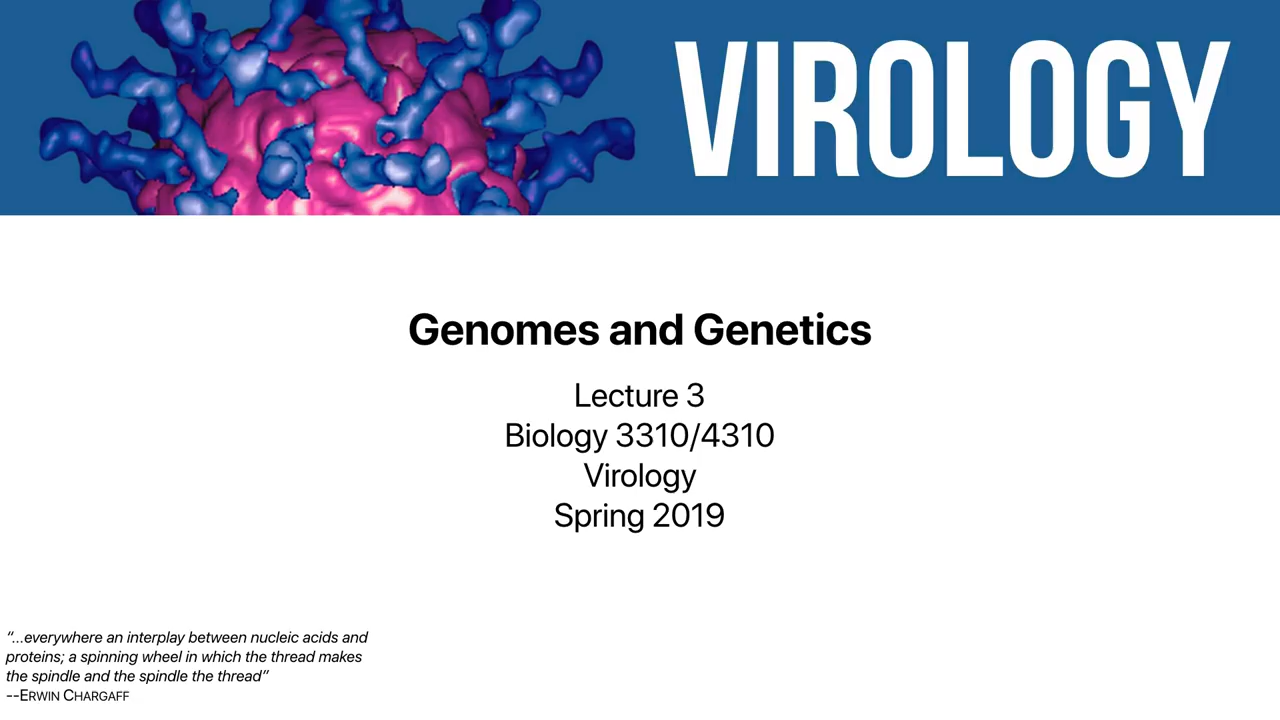 VIROLOGY
Genomes and Genetics
Lecture 3
Biology 3310/4310
Virology
Spring 2019
“...everywhere an interplay between nucleic acids and
proteins; a spinning wheel in which the thread makes
the spindle and the spindle the thread”
--ERWIN CHARGAFF